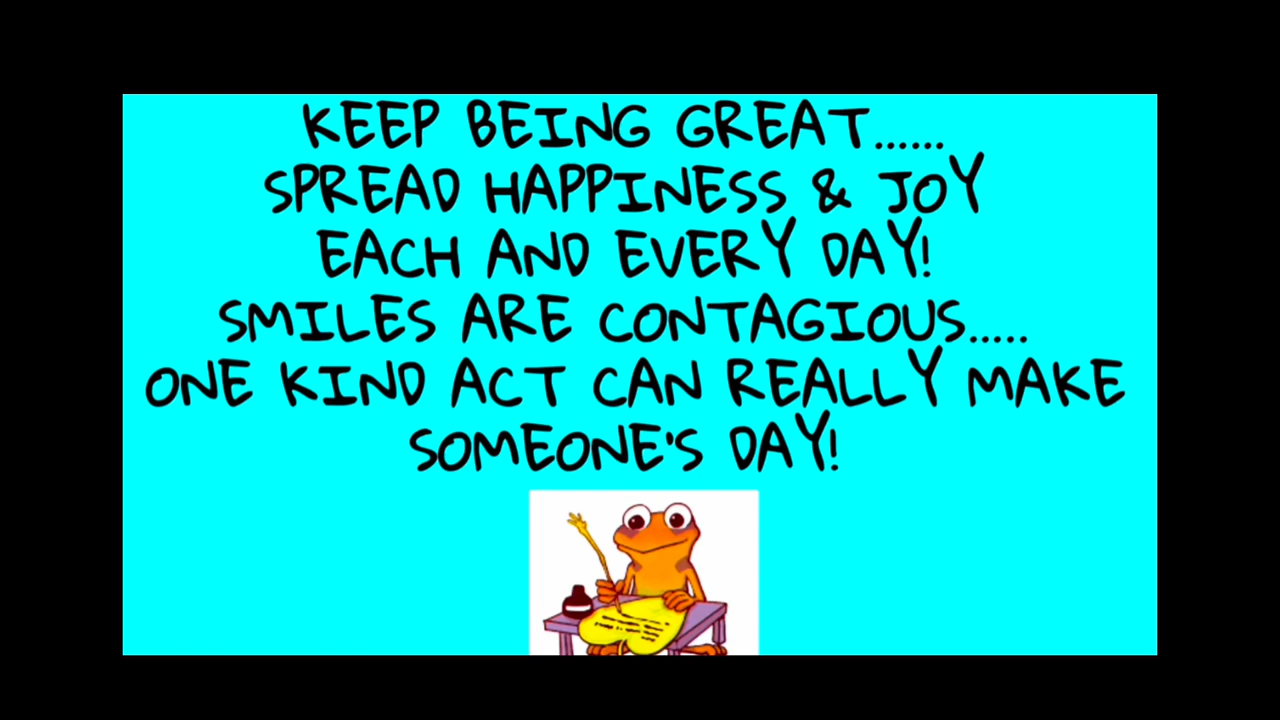 KEEP BEING GREAT......
SPREAD HAPPINESS & JOY
EACH AND EVERY DAY!
SMILES ARE CONTAGIOUS.....
ONE KIND ACT CAN REALLY MAKE
SOMEONE'S DAY!